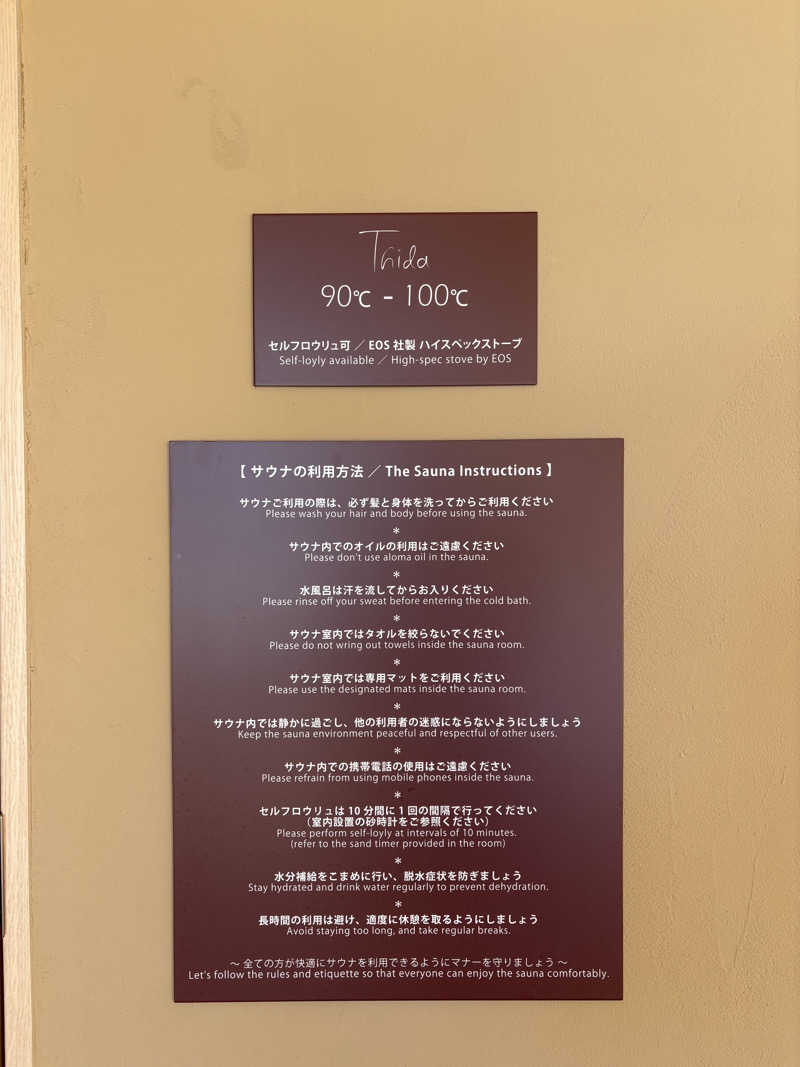 Thida
90℃ - 100℃
セルフロウリュ可 ／ EOS 社製 ハイスペックストーブ
Self-loyly available ／ High-spec stove by EOS
【 サウナの利用方法 ／ The Sauna Instructions 】
サウナご利用の際は、必ず髪と身体を洗ってからご利用ください
Please wash your hair and body before using the sauna.
*
サウナ内でのオイルの利用はご遠慮ください
Please don't use aloma oil in the sauna.
*
水風呂は汗を流してからお入りください
Please rinse off your sweat before entering the cold bath.
*
サウナ室内ではタオルを絞らないでください
Please do not wring out towels inside the sauna room.
*
サウナ室内では専用マットをご利用ください
Please use the designated mats inside the sauna room.
*
サウナ内では静かに過ごし、他の利用者の迷惑にならないようにしましょう
Keep the sauna environment peaceful and respectful of other users.
*
サウナ内での携帯電話の使用はご遠慮ください
Please refrain from using mobile phones inside the sauna.
*
セルフロウリュは 10 分間に 1 回の間隔で行ってください
（室内設置の砂時計をご参照ください）
Please perform self-loyly at intervals of 10 minutes.
(refer to the sand timer provided in the room)
*
水分補給をこまめに行い、脱水症状を防ぎましょう
Stay hydrated and drink water regularly to prevent dehydration.
*
長時間の利用は避け、適度に休憩を取るようにしましょう
Avoid staying too long, and take regular breaks.
～ 全ての方が快適にサウナを利用できるようにマナーを守りましょう ～
Let's follow the rules and etiquette so that everyone can enjoy the sauna comfortably.